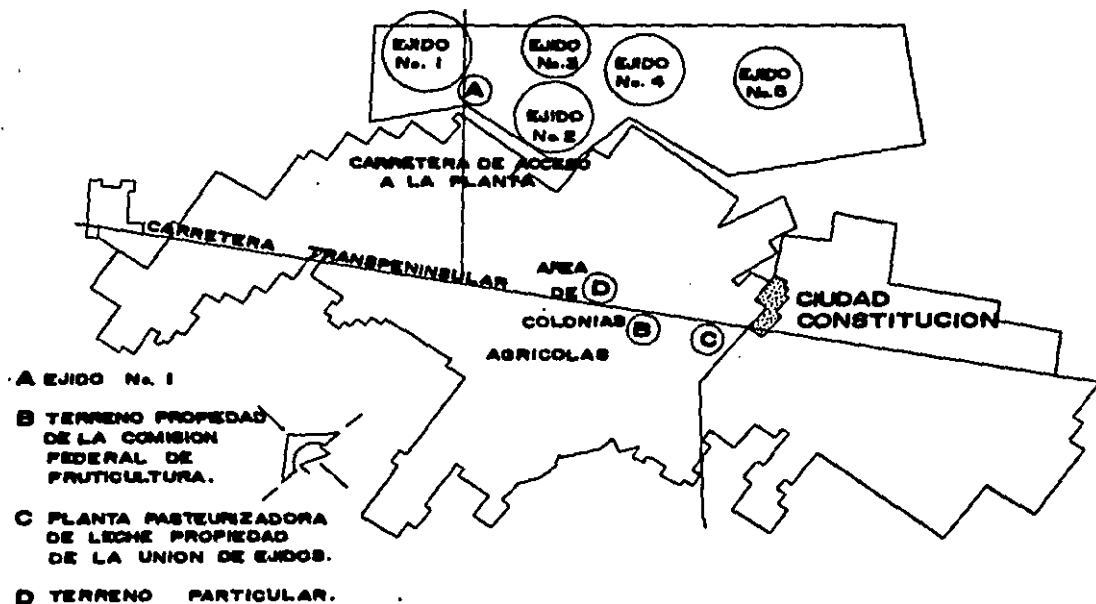 EJIDO
No. 1
EJIDO
No.3
EJIDO
No.4
EJIDO
No.5
A
EJIDO
No.2
CARRETERA DE ACCESO
A LA PLANTA
CARRETERA TRANSPENINSULAR
AREA
DE
COLONIAS
AGRICOLAS
D
B
C
CIUDAD
CONSTITUCION
A EJIDO No. 1
B TERRENO PROPIEDAD
DE LA COMISION
FEDERAL DE
FRUTICULTURA.
C PLANTA PASTEURIZADORA
DE LECHE PROPIEDAD
DE LA UNION DE EJIDOS.
D TERRENO PARTICULAR.